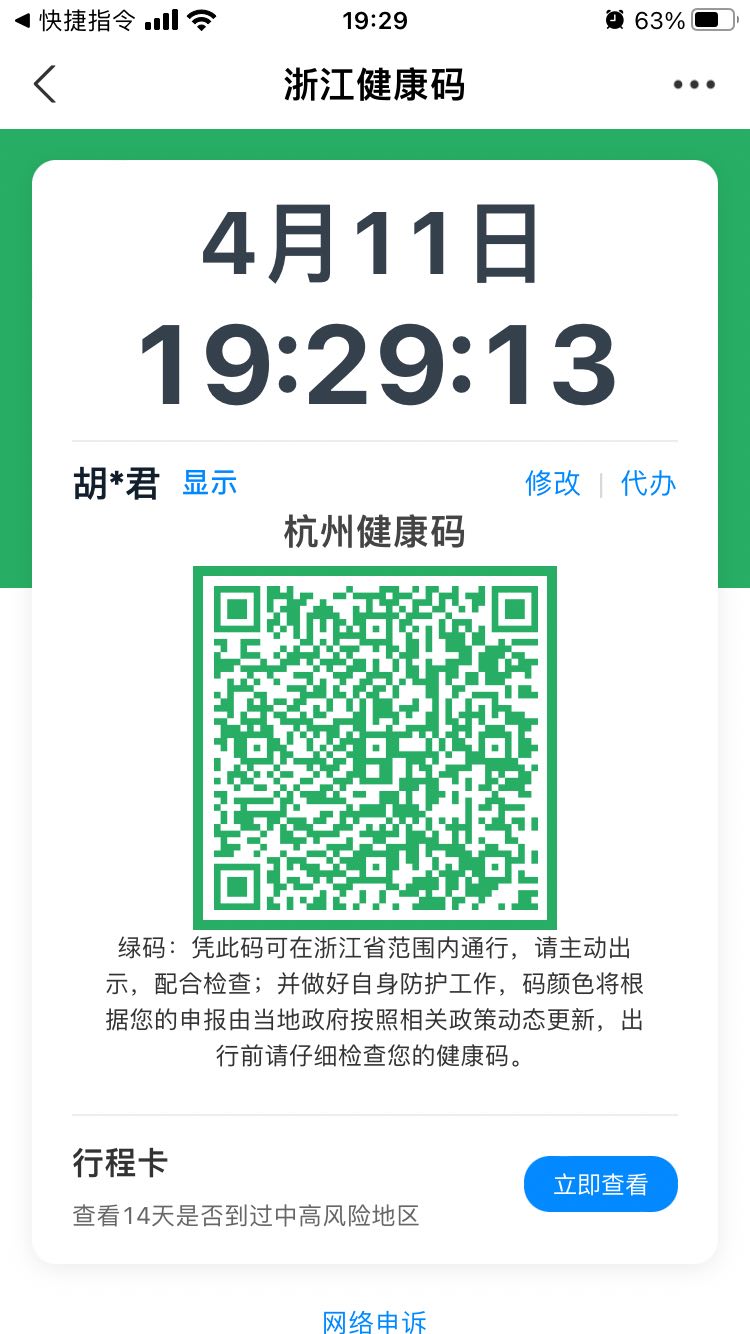 快捷指令 19:29 63%
浙江健康码
4月11日
19:29:13
胡*君 显示 修改 | 代办
杭州健康码
绿码：凭此码可在浙江省范围内通行，请主动出
示，配合检查；并做好自身防护工作，码颜色将根
据您的申报由当地政府按照相关政策动态更新，出
行前请仔细检查您的健康码。
行程卡
立即查看
查看14天是否到过中高风险地区
网络申诉